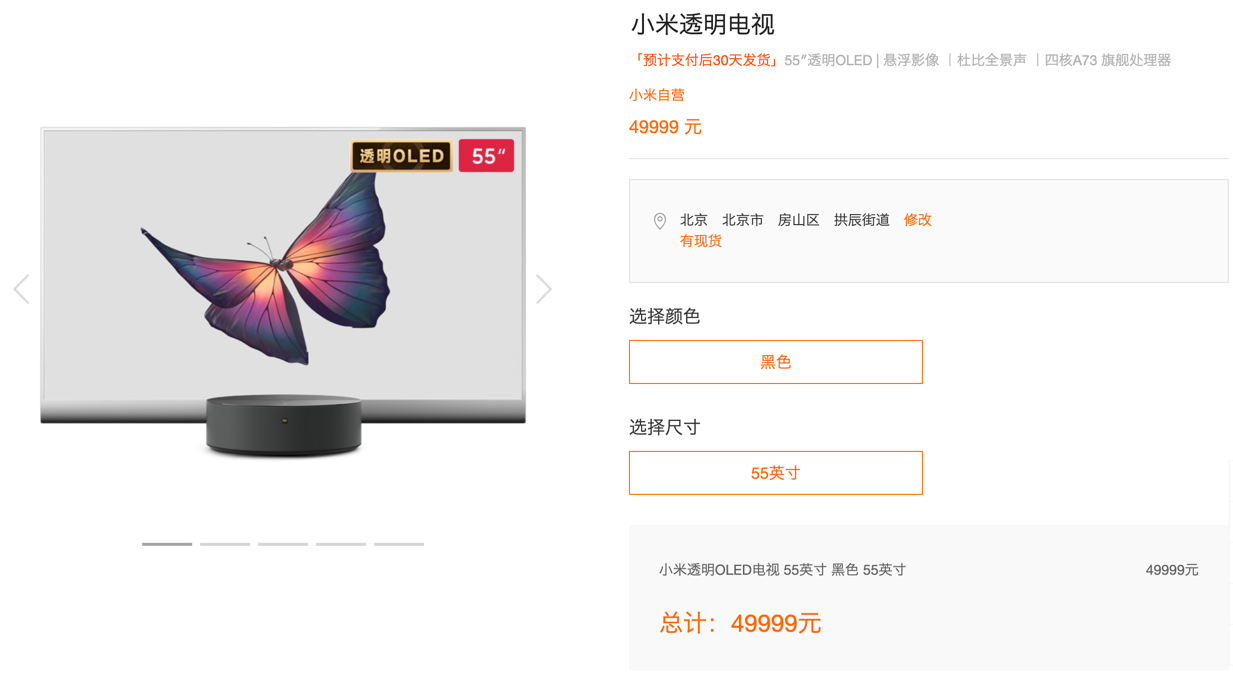 透明OLED 55“
小米透明电视
「预计支付后30天发货」55”透明OLED | 悬浮影像 ｜杜比全景声 ｜四核A73 旗舰处理器
小米自营
49999 元
北京 北京市 房山区 拱辰街道 修改
有现货
选择颜色
黑色
选择尺寸
55英寸
小米透明OLED电视 55英寸 黑色 55英寸 49999元
总计：49999元